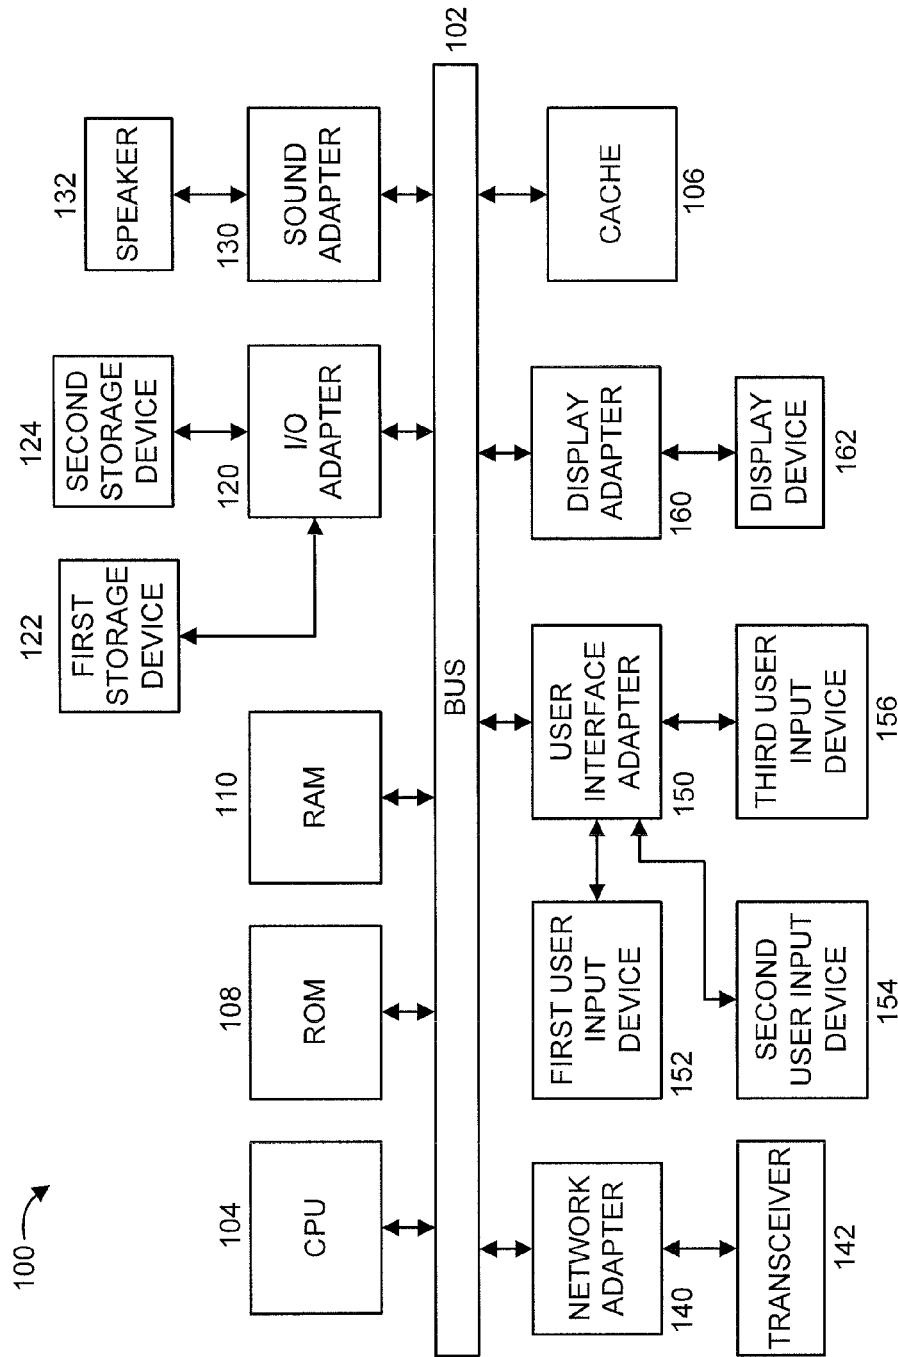 100
104
CPU
108
ROM
110
RAM
122
FIRST
STORAGE
DEVICE
124
SECOND
STORAGE
DEVICE
120
I/O
ADAPTER
132
SPEAKER
130
SOUND
ADAPTER
BUS
102
NETWORK
ADAPTER
140
TRANSCEIVER
142
FIRST USER
INPUT
DEVICE
152
SECOND
USER INPUT
DEVICE
154
USER
INTERFACE
ADAPTER
150
THIRD USER
INPUT
DEVICE
156
DISPLAY
ADAPTER
160
DISPLAY
DEVICE
162
CACHE
106